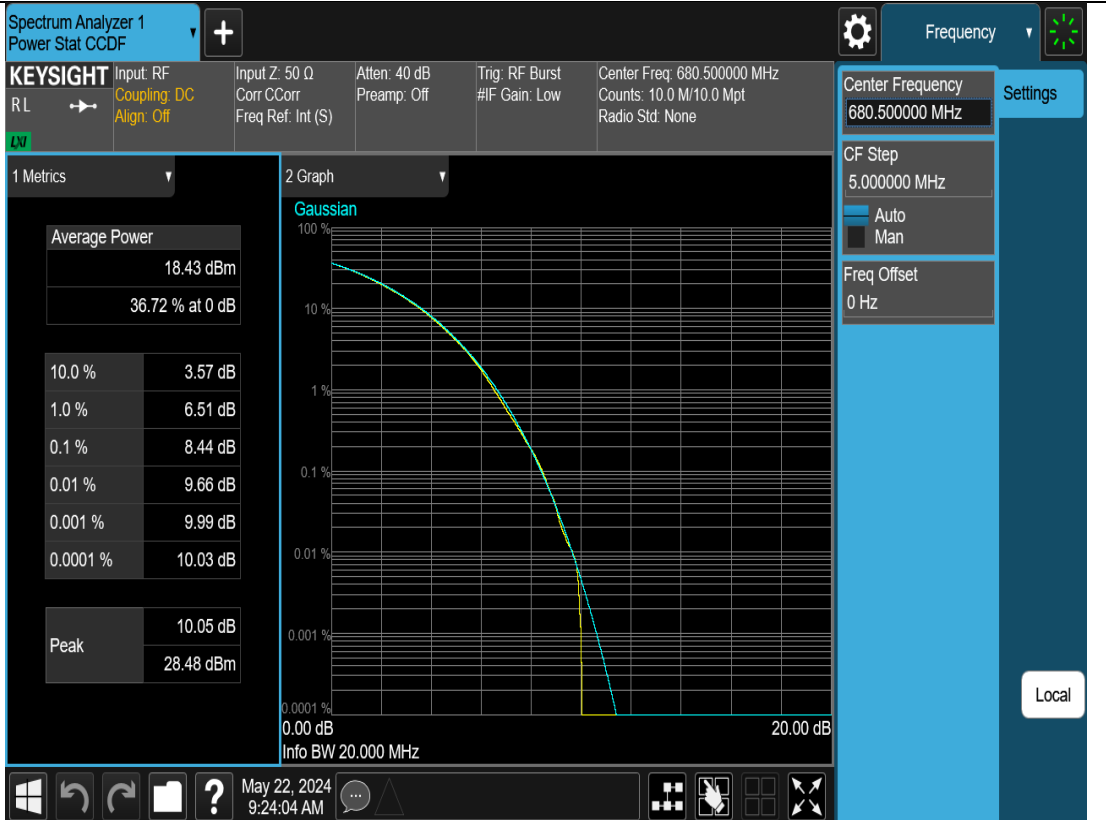 Spectrum Analyzer 1
Power Stat CCDF
+
Frequency
KEYSIGHT
R L
LXI
Input: RF
Coupling: DC
Align: Off
Input Z: 50 Ω
Corr CCorr
Freq Ref: Int (S)
Atten: 40 dB
Preamp: Off
Trig: RF Burst
#IF Gain: Low
Center Freq: 680.500000 MHz
Counts: 10.0 M/10.0 Mpt
Radio Std: None
Center Frequency
680.500000 MHz
Settings
CF Step
5.000000 MHz
Auto
Man
Freq Offset
0 Hz
Local
1 Metrics
Average Power
18.43 dBm
36.72 % at 0 dB
10.0 % 3.57 dB
1.0 % 6.51 dB
0.1 % 8.44 dB
0.01 % 9.66 dB
0.001 % 9.99 dB
0.0001 % 10.03 dB
Peak
10.05 dB
28.48 dBm
2 Graph
Gaussian
100 %
10 %
1 %
0.1 %
0.01 %
0.001 %
0.0001 %
0.00 dB 20.00 dB
Info BW 20.000 MHz
?
May 22, 2024
9:24:04 AM